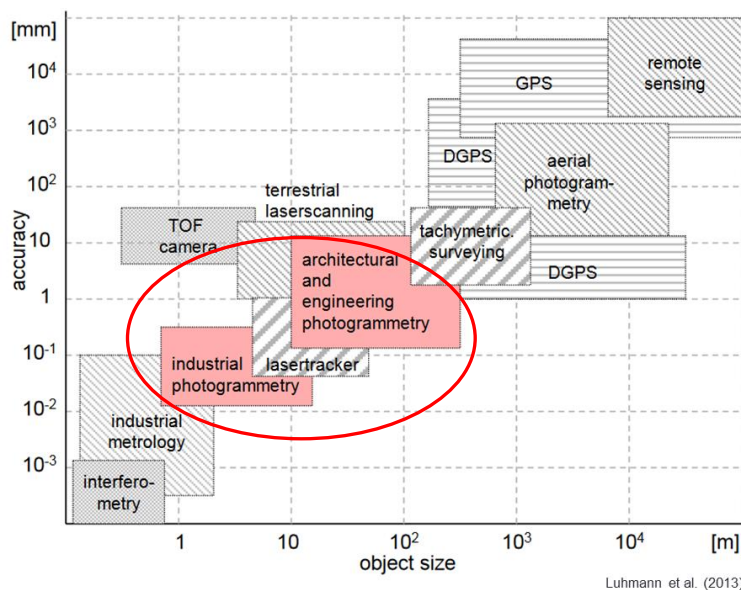 [mm]
10⁴
10³
10²
10
1
10⁻¹
10⁻²
10⁻³
accuracy
remote
sensing
GPS
DGPS
aerial
photogram-
metry
terrestrial
laserscanning
TOF
camera
tachymetric.
surveying
DGPS
architectural
and
engineering
photogrammetry
industrial
photogrammetry
lasertracker
industrial
metrology
interfero-
metry
1
10
10²
10³
10⁴
[m]
object size
Luhmann et al. (2013)